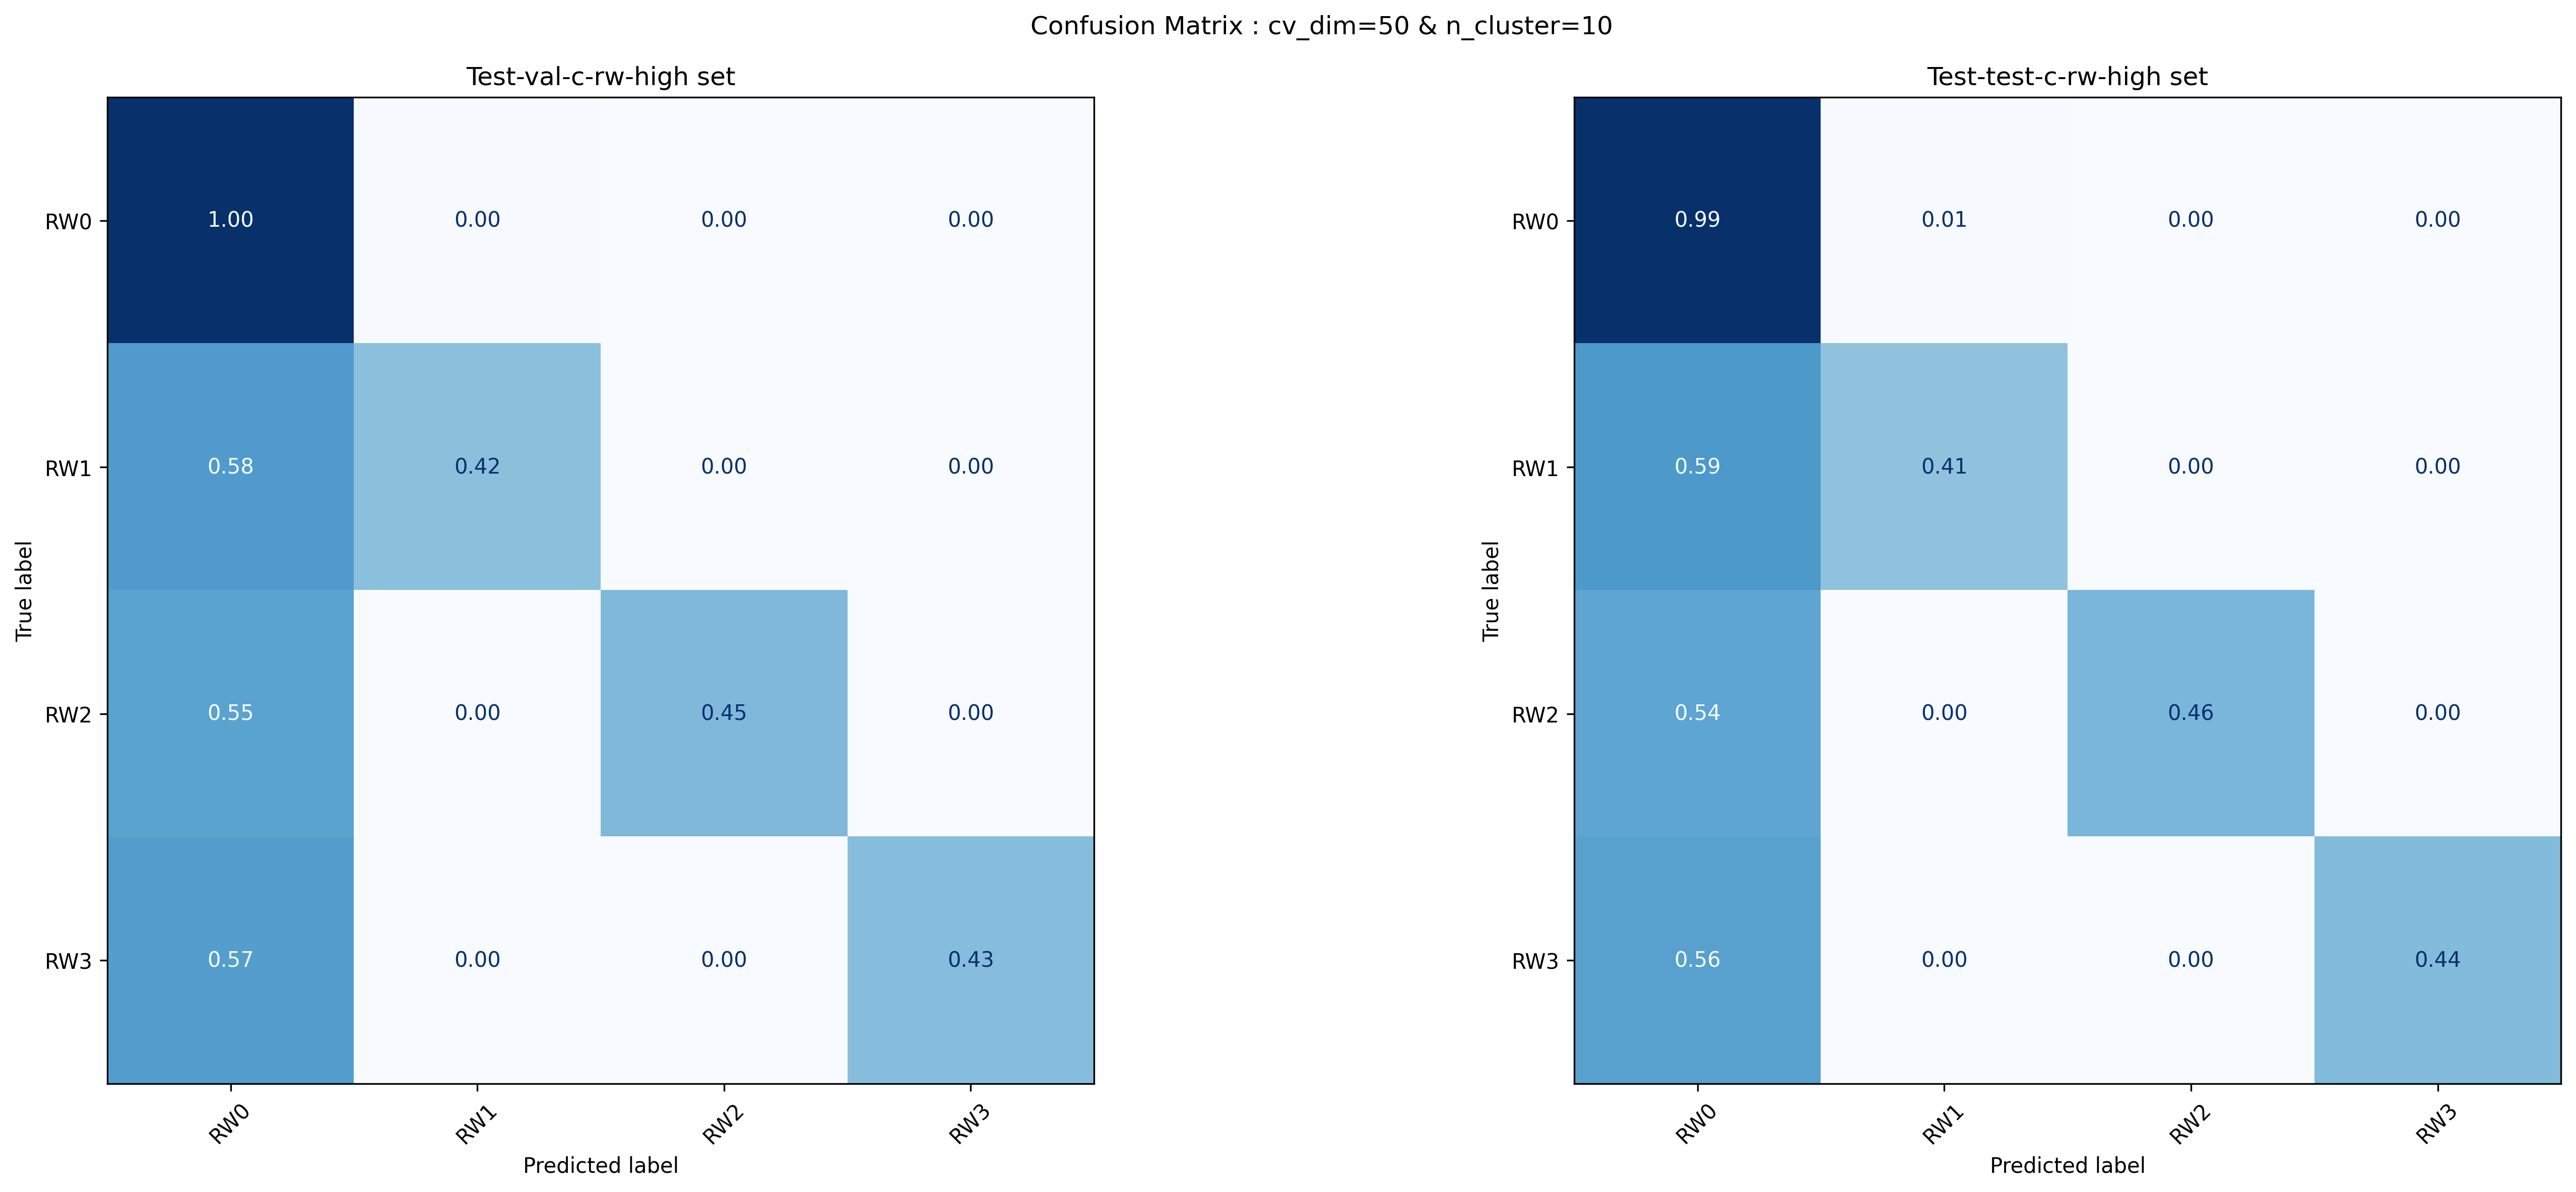 Confusion Matrix : cv_dim=50 & n_cluster=10
Test-val-c-rw-high set
True label
RW0 1.00 0.00 0.00 0.00
RW1 0.58 0.42 0.00 0.00
RW2 0.55 0.00 0.45 0.00
RW3 0.57 0.00 0.00 0.43
RW0 RW1 RW2 RW3
Predicted label
Test-test-c-rw-high set
True label
RW0 0.99 0.01 0.00 0.00
RW1 0.59 0.41 0.00 0.00
RW2 0.54 0.00 0.46 0.00
RW3 0.56 0.00 0.00 0.44
RW0 RW1 RW2 RW3
Predicted label